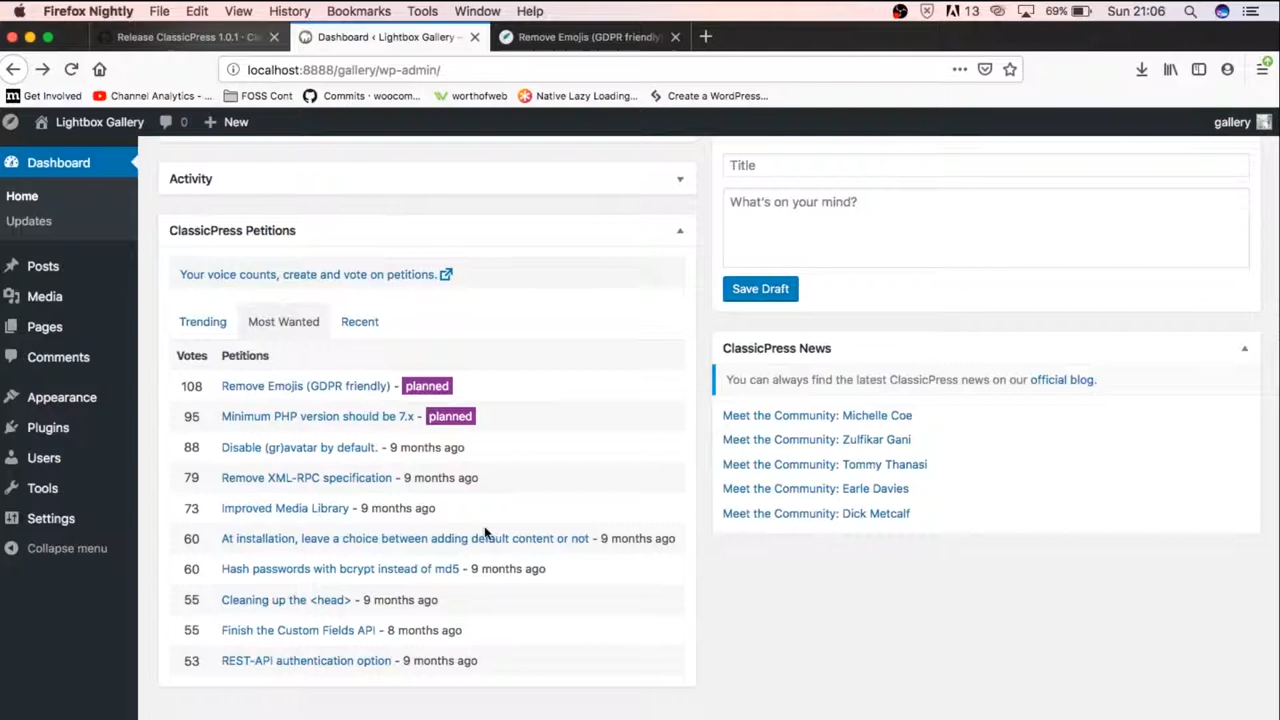 Firefox Nightly File Edit View History Bookmarks Tools Window Help 13 69% Sun 21:06
Release ClassicPress 1.0.1 · Cl Dashboard ‹ Lightbox Gallery — Remove Emojis (GDPR friendly)
localhost:8888/gallery/wp-admin/
Get Involved Channel Analytics - ... FOSS Cont Commits · woocom... worthofweb Native Lazy Loading... Create a WordPress...
Lightbox Gallery 0 New gallery
Dashboard
Home
Updates
Posts
Media
Pages
Comments
Appearance
Plugins
Users
Tools
Settings
Collapse menu
Activity
ClassicPress Petitions
Your voice counts, create and vote on petitions.
Trending Most Wanted Recent
Votes Petitions
108 Remove Emojis (GDPR friendly) - planned
95 Minimum PHP version should be 7.x - planned
88 Disable (gr)avatar by default. - 9 months ago
79 Remove XML-RPC specification - 9 months ago
73 Improved Media Library - 9 months ago
60 At installation, leave a choice between adding default content or not - 9 months ago
60 Hash passwords with bcrypt instead of md5 - 9 months ago
55 Cleaning up the <head> - 9 months ago
55 Finish the Custom Fields API - 8 months ago
53 REST-API authentication option - 9 months ago
Title
What's on your mind?
Save Draft
ClassicPress News
You can always find the latest ClassicPress news on our official blog.
Meet the Community: Michelle Coe
Meet the Community: Zulfikar Gani
Meet the Community: Tommy Thanasi
Meet the Community: Earle Davies
Meet the Community: Dick Metcalf